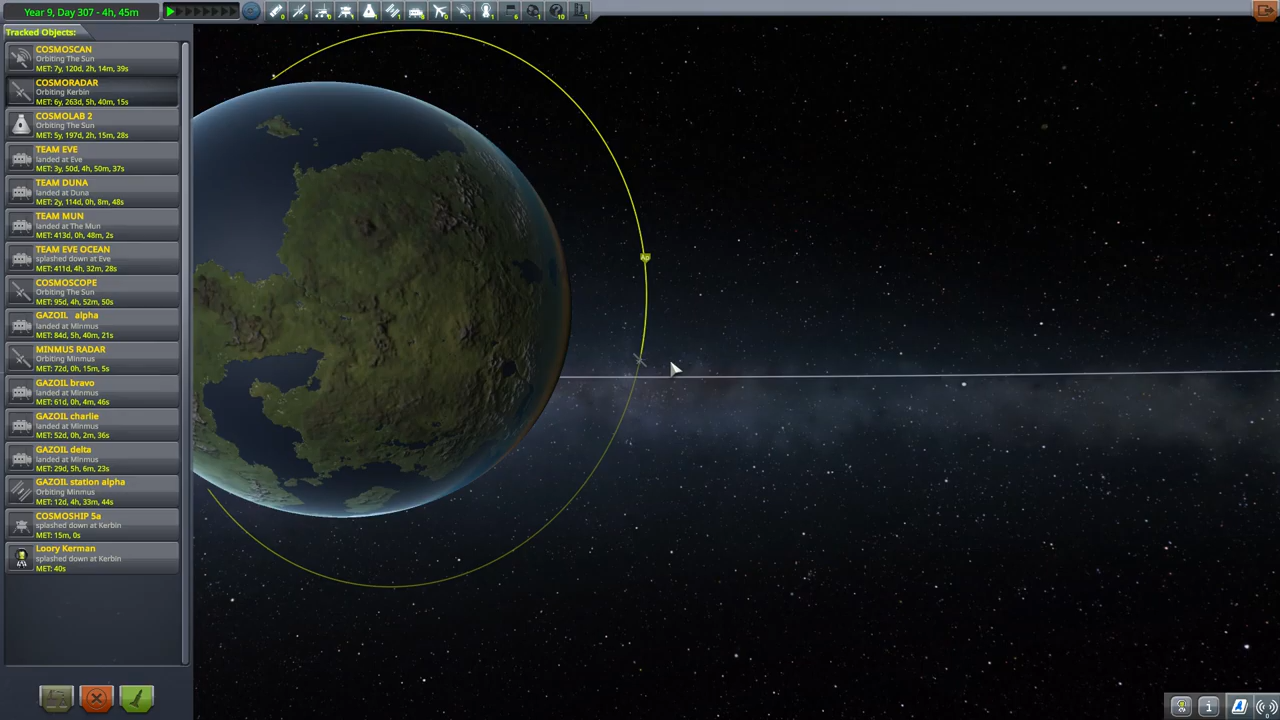 Year 9, Day 307 - 4h, 45m
Tracked Objects:
COSMOSCAN
Orbiting The Sun
MET: 7y, 120d, 2h, 14m, 39s
COSMORADAR
Orbiting Kerbin
MET: 6y, 263d, 5h, 40m, 15s
COSMOLAB 2
Orbiting The Sun
MET: 5y, 197d, 2h, 15m, 28s
TEAM EVE
landed at Eve
MET: 3y, 50d, 4h, 50m, 37s
TEAM DUNA
landed at Duna
MET: 2y, 114d, 0h, 8m, 48s
TEAM MUN
landed at The Mun
MET: 413d, 0h, 48m, 2s
TEAM EVE OCEAN
splashed down at Eve
MET: 411d, 4h, 32m, 28s
COSMOSCOPE
Orbiting The Sun
MET: 95d, 4h, 52m, 50s
GAZOIL alpha
landed at Minmus
MET: 84d, 5h, 40m, 21s
MINMUS RADAR
Orbiting Minmus
MET: 72d, 0h, 15m, 5s
GAZOIL bravo
landed at Minmus
MET: 61d, 0h, 4m, 46s
GAZOIL charlie
landed at Minmus
MET: 52d, 0h, 2m, 36s
GAZOIL delta
landed at Minmus
MET: 29d, 5h, 6m, 23s
GAZOIL station alpha
Orbiting Minmus
MET: 12d, 4h, 33m, 44s
COSMOSHIP 5a
splashed down at Kerbin
MET: 15m, 0s
Loory Kerman
splashed down at Kerbin
MET: 40s
Ap